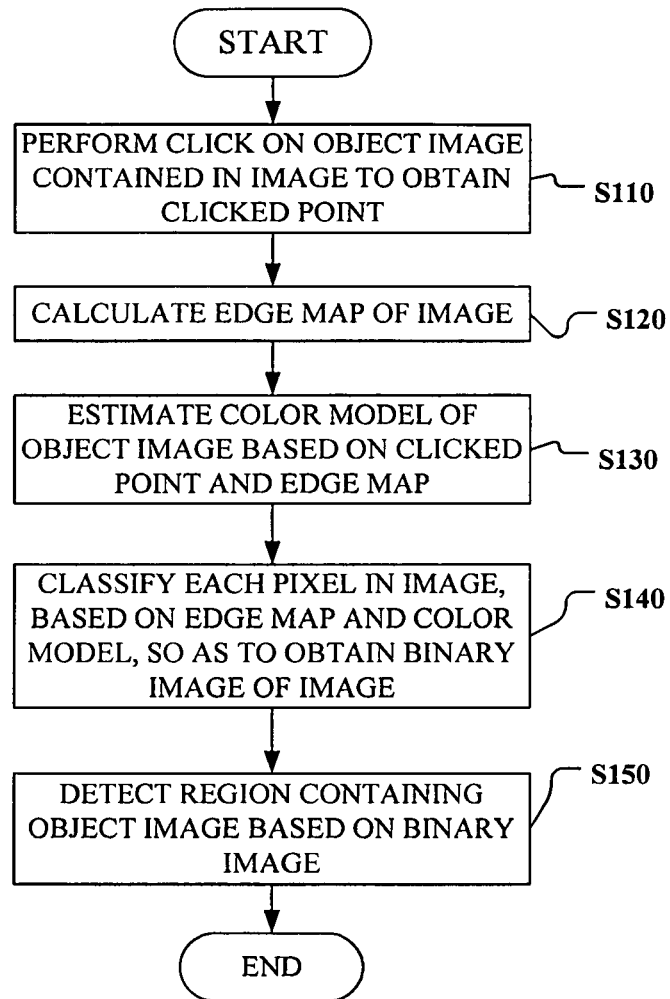 START
PERFORM CLICK ON OBJECT IMAGE
CONTAINED IN IMAGE TO OBTAIN
CLICKED POINT
S110
CALCULATE EDGE MAP OF IMAGE
S120
ESTIMATE COLOR MODEL OF
OBJECT IMAGE BASED ON CLICKED
POINT AND EDGE MAP
S130
CLASSIFY EACH PIXEL IN IMAGE,
BASED ON EDGE MAP AND COLOR
MODEL, SO AS TO OBTAIN BINARY
IMAGE OF IMAGE
S140
DETECT REGION CONTAINING
OBJECT IMAGE BASED ON BINARY
IMAGE
S150
END